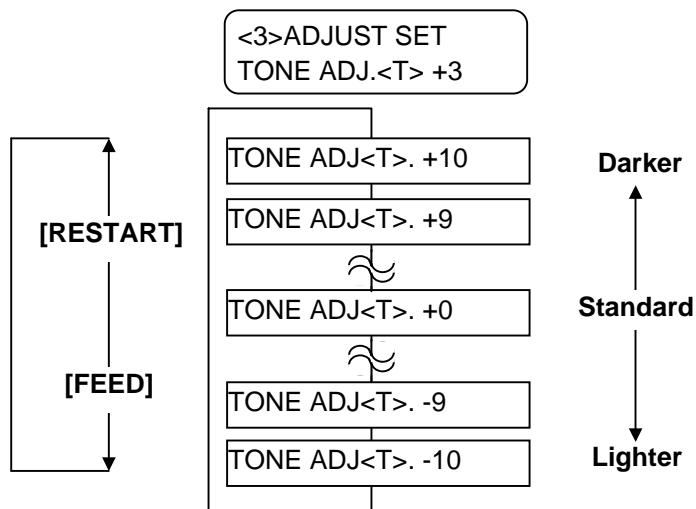 <3>ADJUST SET
TONE ADJ.<T> +3
TONE ADJ<T>. +10
Darker
TONE ADJ<T>. +9
[RESTART]
TONE ADJ<T>. +0
Standard
[FEED]
TONE ADJ<T>. -9
TONE ADJ<T>. -10
Lighter